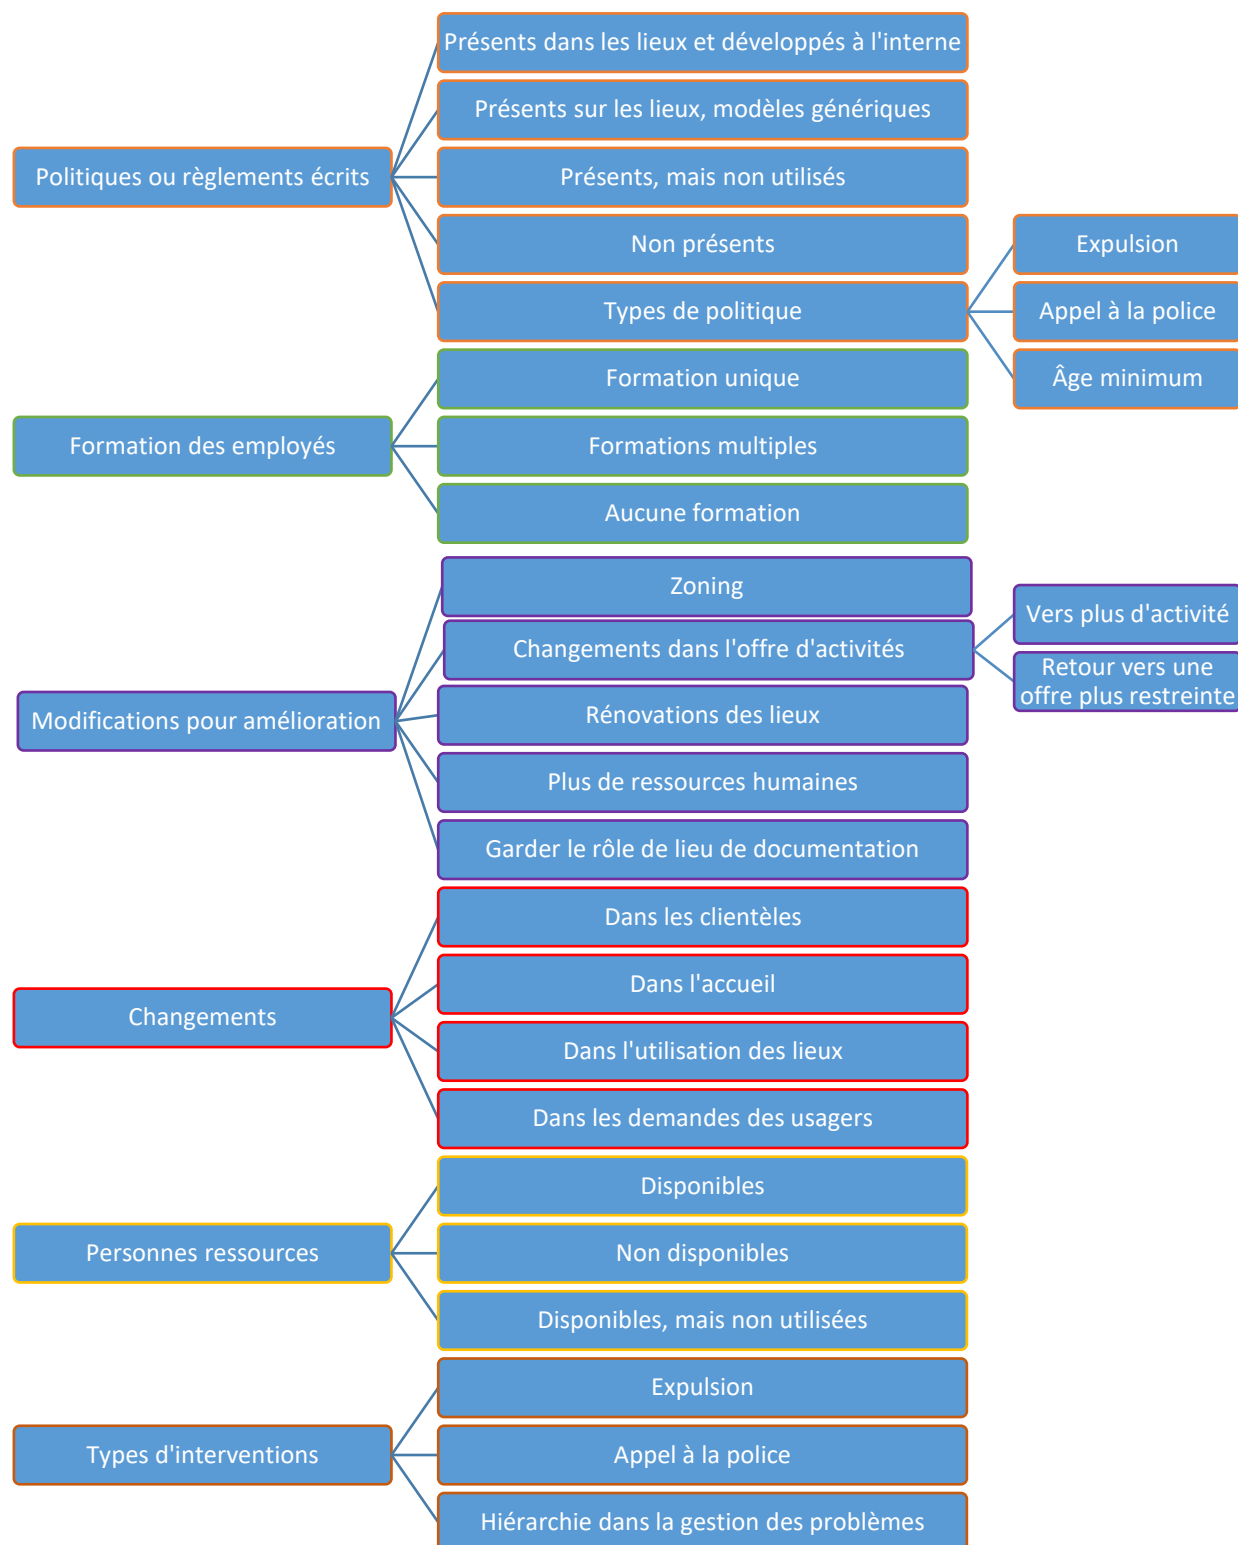 Politiques ou règlements écrits
Présents dans les lieux et développés à l'interne
Présents sur les lieux, modèles génériques
Présents, mais non utilisés
Non présents
Types de politique
Expulsion
Appel à la police
Âge minimum
Formation des employés
Formation unique
Formations multiples
Aucune formation
Modifications pour amélioration
Zoning
Changements dans l'offre d'activités
Vers plus d'activité
Retour vers une
offre plus restreinte
Rénovations des lieux
Plus de ressources humaines
Garder le rôle de lieu de documentation
Changements
Dans les clientèles
Dans l'accueil
Dans l'utilisation des lieux
Dans les demandes des usagers
Personnes ressources
Disponibles
Non disponibles
Disponibles, mais non utilisées
Types d'interventions
Expulsion
Appel à la police
Hiérarchie dans la gestion des problèmes